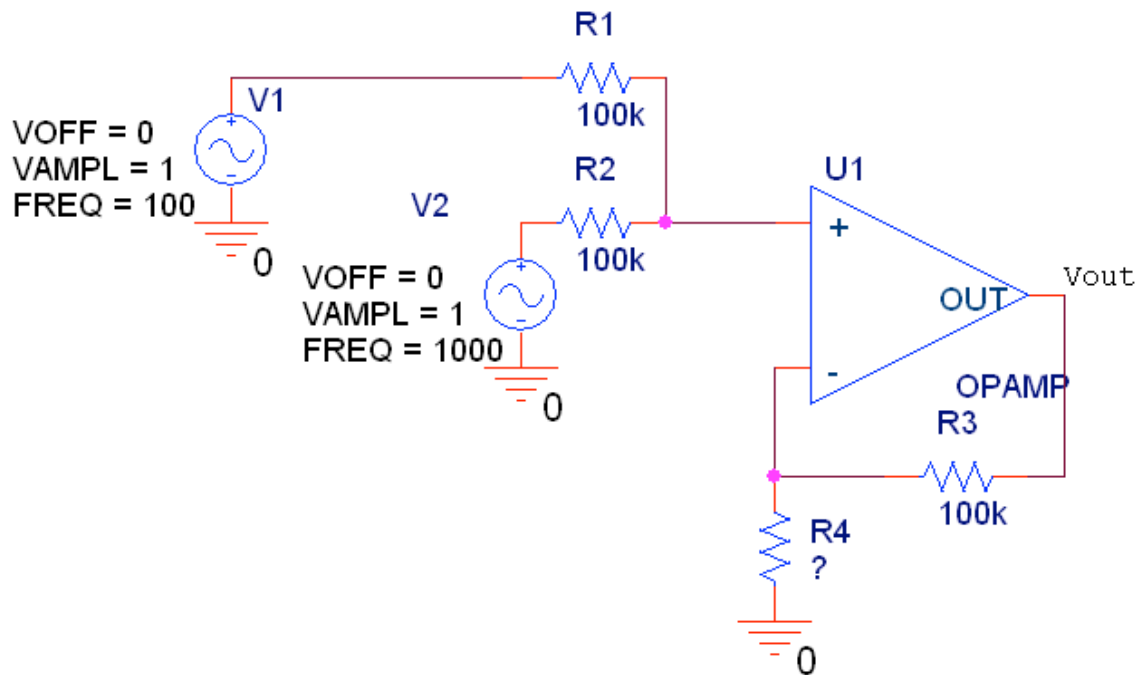 R1
100k
V1
VOFF = 0
VAMPL = 1
FREQ = 100
0
R2
100k
V2
VOFF = 0
VAMPL = 1
FREQ = 1000
0
U1
+
OUT
-
OPAMP
Vout
R3
100k
R4
?
0